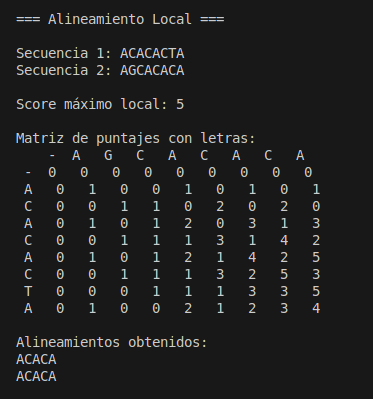 === Alineamiento Local ===
Secuencia 1: ACACACTA
Secuencia 2: AGCACACA
Score máximo local: 5
Matriz de puntajes con letras:
    -  A   G   C   A   C   A   C   A
 -  0   0   0   0   0   0   0   0   0
 A   0   1   0   0   1   0   1   0   1
 C   0   0   1   1   0   2   0   2   0
 A   0   1   0   1   2   0   3   1   3
 C   0   0   1   1   1   3   1   4   2
 A   0   1   0   1   2   1   4   2   5
 C   0   0   1   1   1   3   2   5   3
 T   0   0   0   1   1   1   3   3   5
 A   0   1   0   0   2   1   2   3   4
Alineamientos obtenidos:
ACACA
ACACA